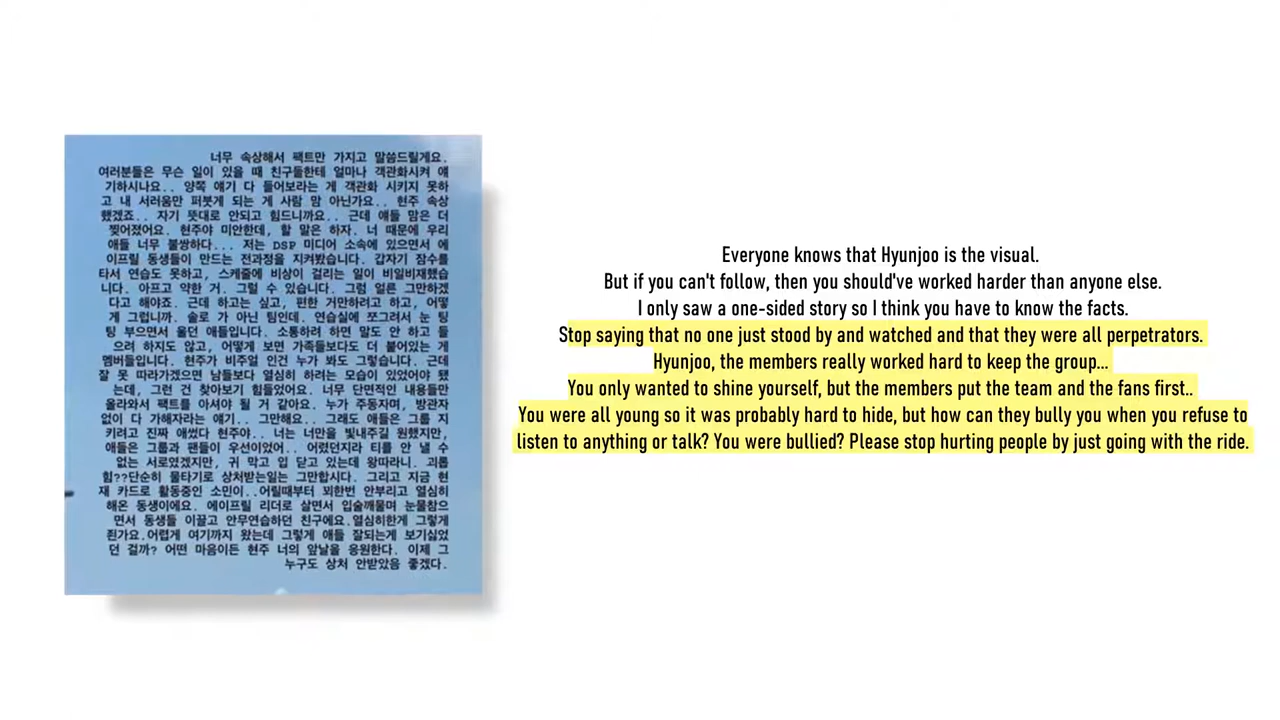 너무 속상해서 팩트만 가지고 말씀드릴게요.
여러분들은 무슨 일이 있을 때 친구둘한테 얼마나 객관화시켜 얘
기하시나요.. 양쪽 얘기 다 들어보라는 게 객관화 시키지 못하
고 내 서러움만 퍼붓게 되는 게 사람 맘 아닌가요.. 현주 속상
했겠죠.. 자기 뜻대로 안되고 힘드니까요.. 근데 얘들 맘은 더
찢어졌어요. 현주야 미안한데, 할 말은 하자. 너 때문에 우리
애들 너무 불쌍하다... 저는 DSP 미디어 소속에 있으면서 에
이프릴 동생들이 만드는 전과정을 지켜봤습니다. 갑자기 잠수를
타서 연습도 못하고, 스케줄에 비상이 걸리는 일이 비일비재했습
니다. 아프고 약한 거. 그럴 수 있습니다. 그럼 얼른 그만하겠
다고 해야죠. 근데 하고는 싶고, 편한 거만하려고 하고, 어떻
게 그럽니까. 솔로 가 아닌 팀인데. 연습실에 쪼그려서 눈 팅
팅 부으면서 울던 애들입니다. 소통하려 하면 말도 안 하고 들
으려 하지도 않고, 어떻게 보면 가족들보다도 더 붙어있는 게
멤버들입니다. 현주가 비주얼 인건 누가 봐도 그렇습니다. 근데
잘 못 따라가겠으면 남들보다 열심히 하려는 모습이 있었어야 됐
는데, 그런 건 찾아보기 힘들었어요. 너무 단면적인 내용들만
올라와서 팩트를 아셔야 될 거 같아요. 누가 주동자며, 방관자
없이 다 가해자라는 얘기.. 그만해요.. 그래도 애들은 그룹 지
키려고 진짜 애썼다 현주야.. 너는 너만을 빛내주길 원했지만,
애들은 그룹과 팬들이 우선이었어.. 어렸던지라 티를 안 낼 수
없는 서로였겠지만, 귀 막고 입 닫고 있는데 왕따라니. 괴롭
힘??단순히 물타기로 상처받는일은 그만합시다. 그리고 지금 현
재 카드로 활동중인 소민이..어릴때부터 꾀한번 안부리고 열심히
해온 동생이에요. 에이프릴 리더로 살면서 입술깨물며 눈물참으
면서 동생들 이끌고 안무연습하던 친구에요.열심히한게 그렇게
죈가요.어렵게 여기까지 왔는데 그렇게 애들 잘되는게 보기싫었
던 걸까? 어떤 마음이든 현주 너의 앞날을 응원한다. 이제 그
누구도 상처 안받았음 좋겠다.
Everyone knows that Hyunjoo is the visual.
But if you can't follow, then you should've worked harder than anyone else.
I only saw a one-sided story so I think you have to know the facts.
Stop saying that no one just stood by and watched and that they were all perpetrators.
Hyunjoo, the members really worked hard to keep the group...
You only wanted to shine yourself, but the members put the team and the fans first..
You were all young so it was probably hard to hide, but how can they bully you when you refuse to
listen to anything or talk? You were bullied? Please stop hurting people by just going with the ride.